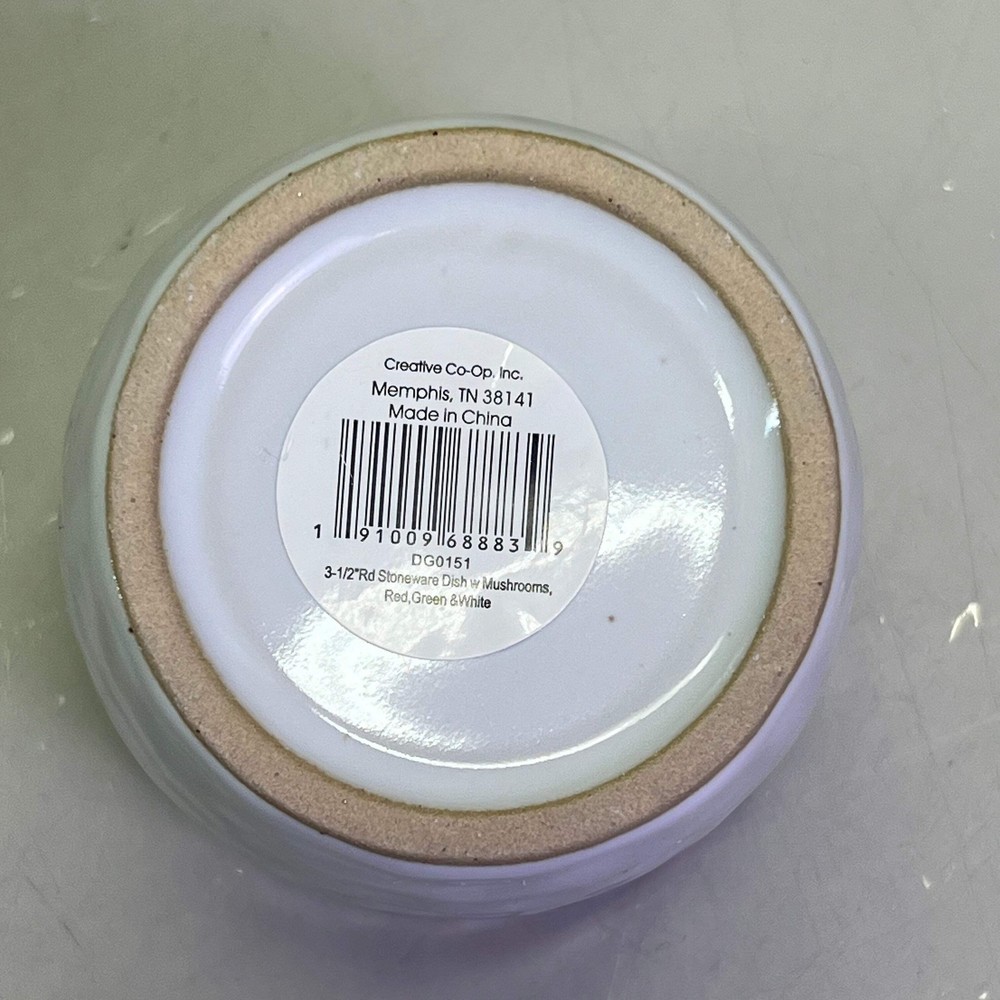 Creative Co-Op, Inc.
Memphis, TN 38141
Made in China
1 91009 68883 9
DG0151
3-1/2"Rd Stoneware Dish w Mushrooms,
Red,Green &White